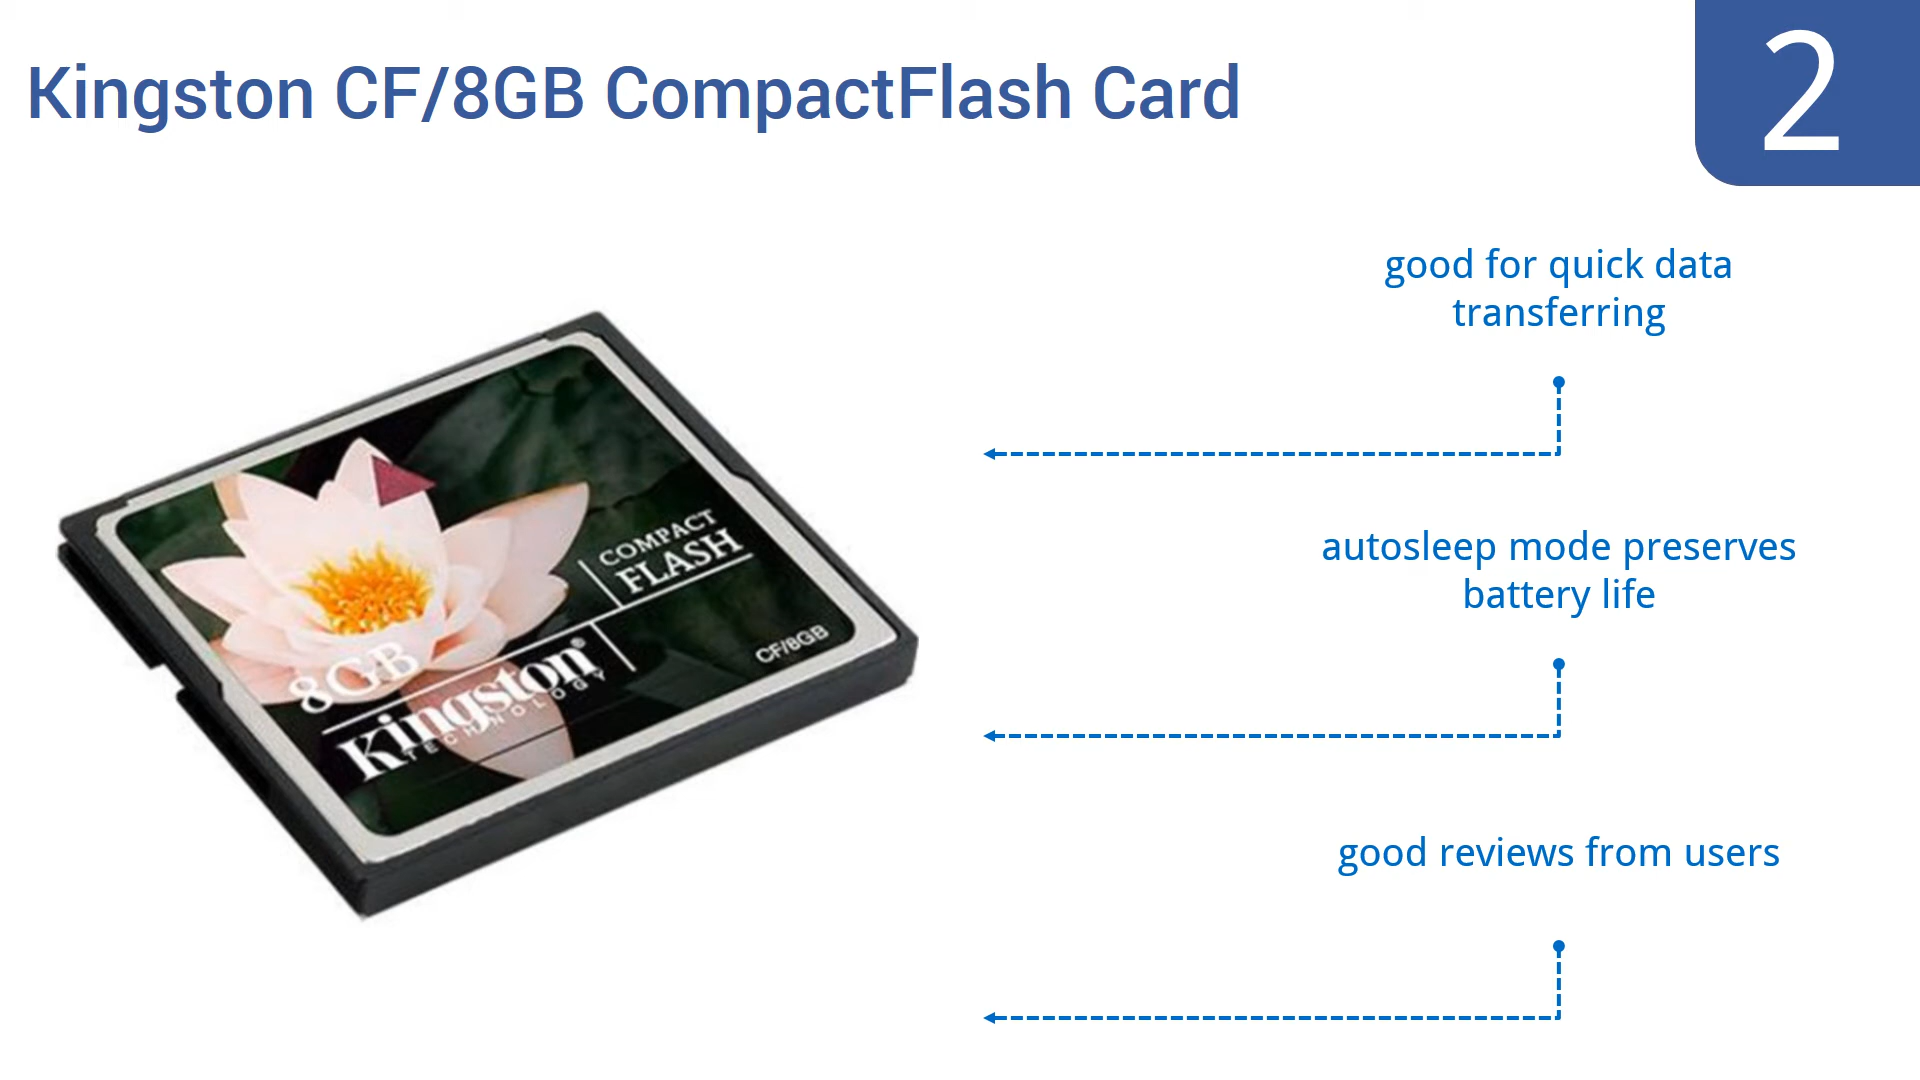 Kingston CF/8GB CompactFlash Card
2
good for quick data
transferring
autosleep mode preserves
battery life
good reviews from users
COMPACT
FLASH
CF/8GB
8GB
Kingston®
TECHNOLOGY